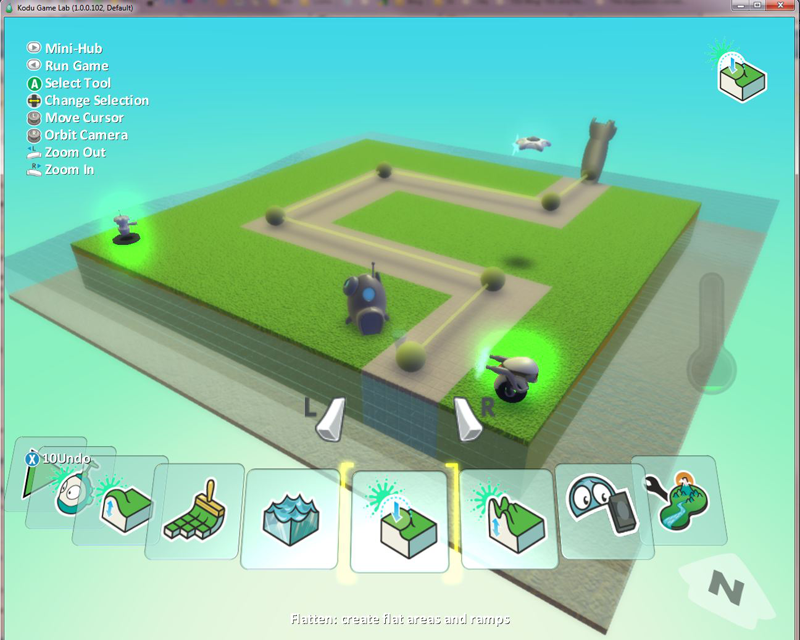 Kodu Game Lab (1.0.0.102, Default)
Mini-Hub
Run Game
A Select Tool
Change Selection
Move Cursor
Orbit Camera
L Zoom Out
R Zoom In
L R
X 10Undo
N
Flatten: create flat areas and ramps